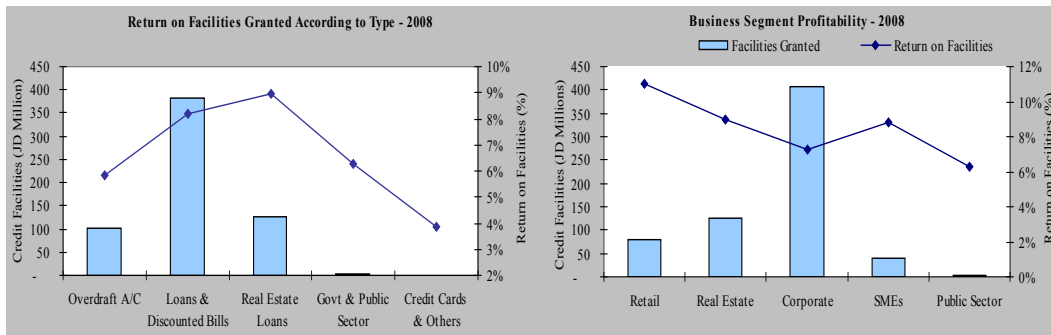 Return on Facilities Granted According to Type - 2008
Credit Facilities (JD Million)
450
400
350
300
250
200
150
100
50
-
10%
9%
8%
7%
6%
5%
4%
3%
2%
Return on Facilities (%)
Overdraft A/C
Loans &
Discounted Bills
Real Estate
Loans
Govt & Public
Sector
Credit Cards
& Others
Business Segment Profitability - 2008
Facilities Granted
Return on Facilities
Credit Facilities (JD Millions)
450
400
350
300
250
200
150
100
50
-
12%
10%
8%
6%
4%
2%
0%
Return on Facilities (%)
Retail
Real Estate
Corporate
SMEs
Public Sector